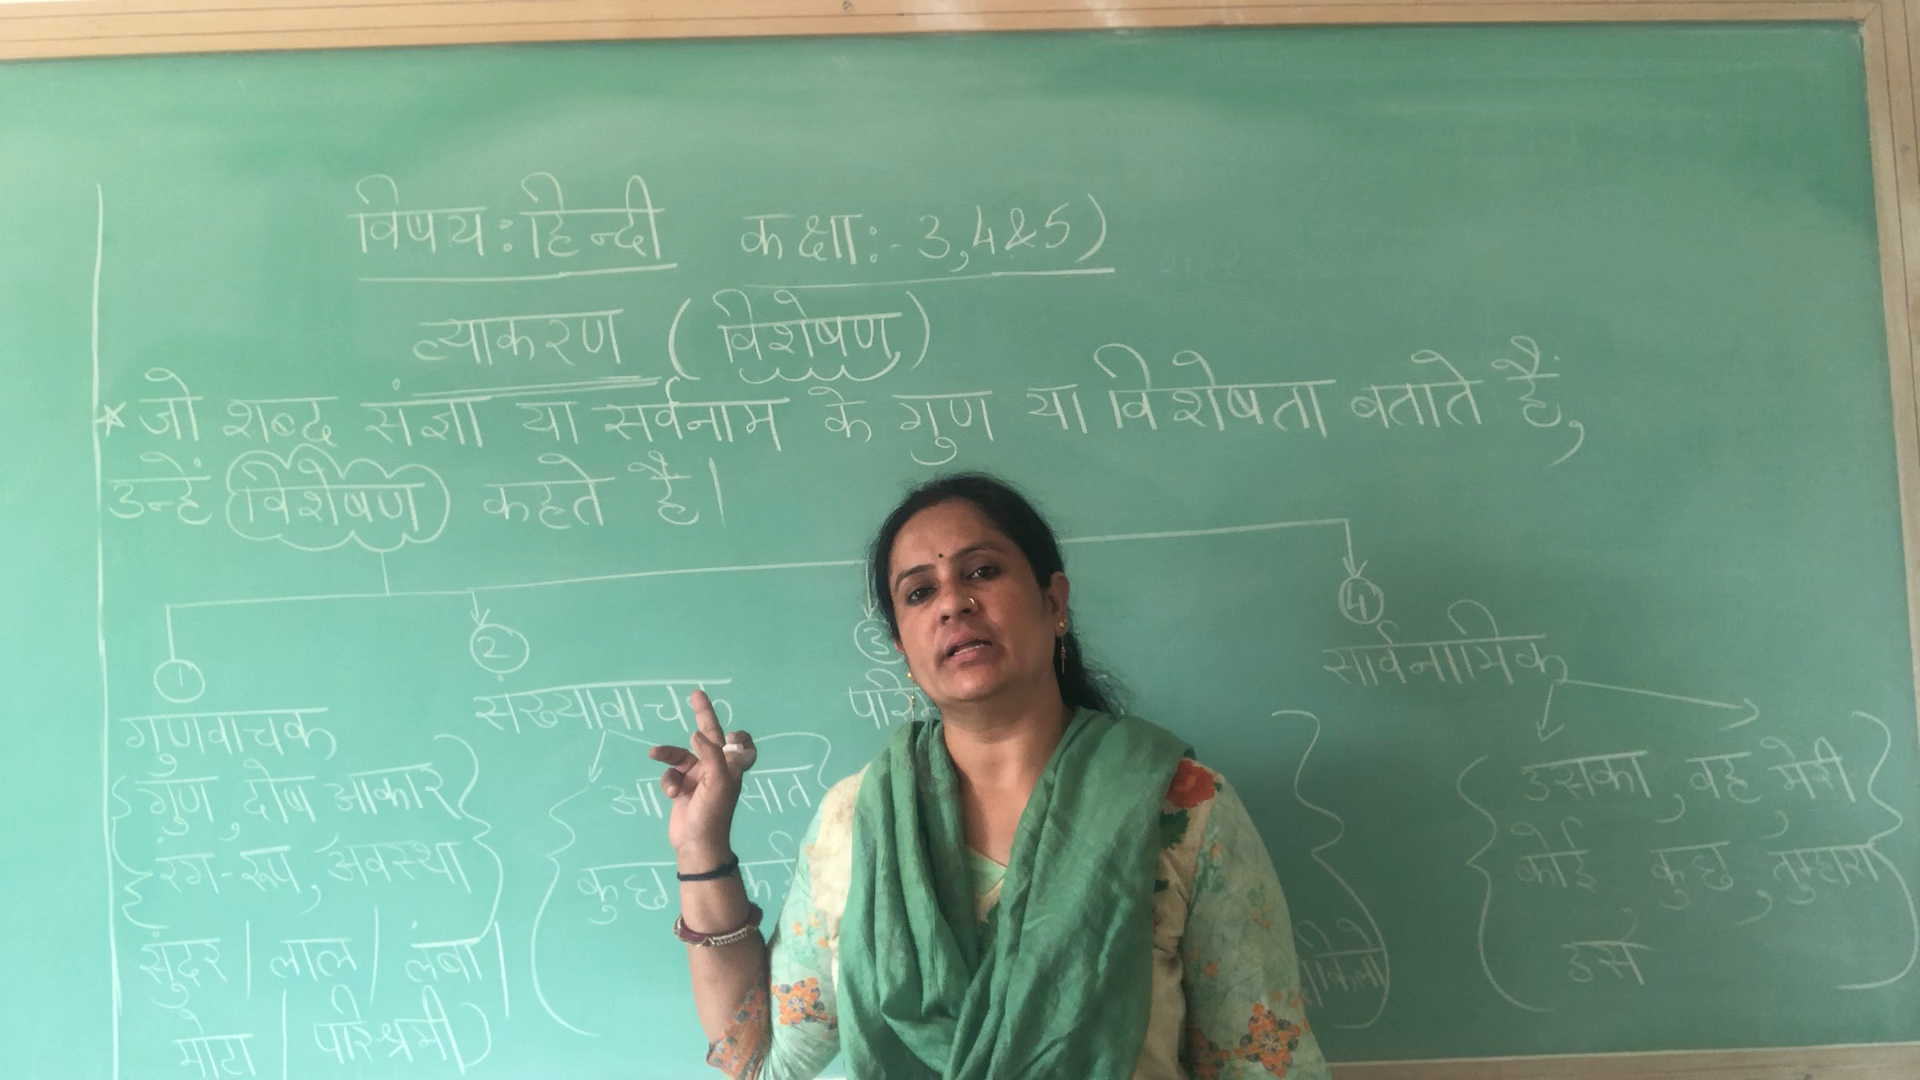 विषय: हिन्दी कक्षा:- 3,4&5)
व्याकरण (विशेषण)
* जो शब्द संज्ञा या सर्वनाम के गुण या विशेषता बताते हैं,
उन्हें विशेषण कहते है।
1 2 3 4
गुणवाचक संख्यावाचक सार्वनामिक
गुण, दोष आकार सात उसका, वह मेरी
रंग-रूप, अवस्था कुछ कोई कुछ, तुम्हारा
सुंदर / लाल / लंबा / उसे
मोटा / परिश्रमी)